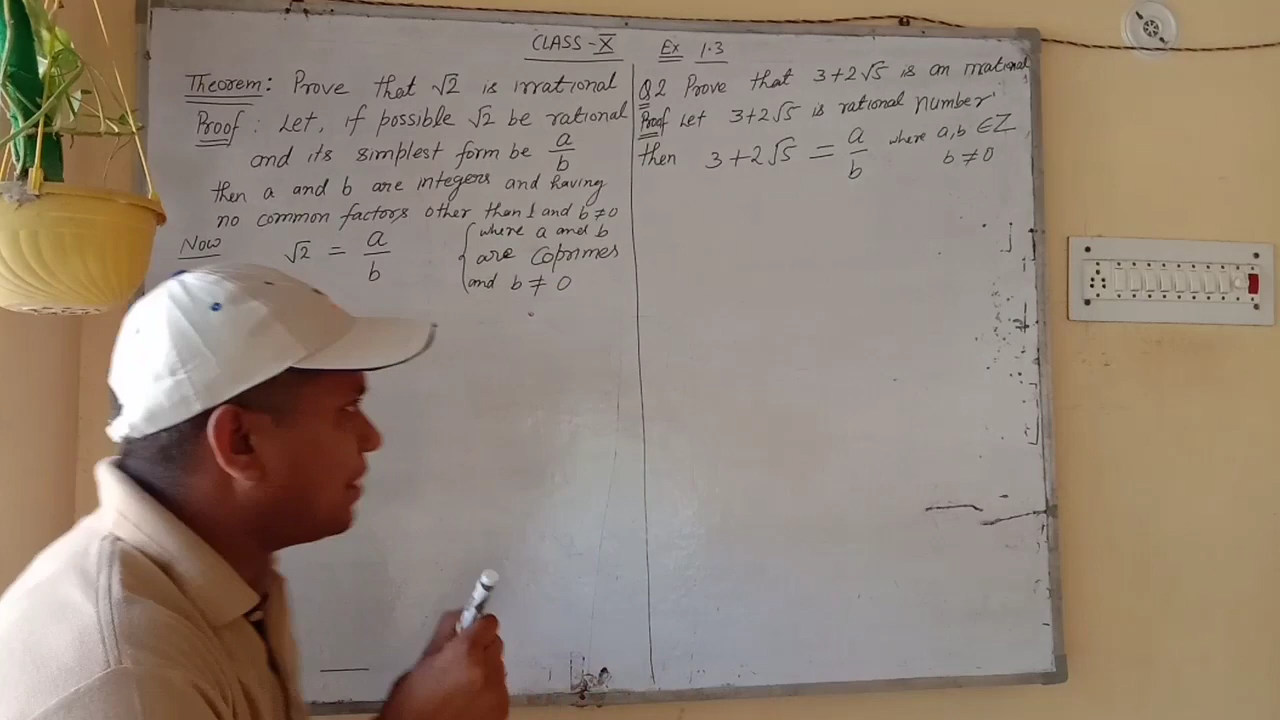 CLASS-X
Theorem: Prove that √2 is irrational
Proof: Let, if possible √2 be rational
and its simplest form be a/b
then a and b are integers and having
no common factors other than 1 and b≠0
Now √2 = a/b {where a and b
are Coprimes
and b ≠ 0
Ex 1.3
Q2 Prove that 3+2√5 is an irrational
Proof Let 3+2√5 is rational number
then 3+2√5 = a/b where a,b ∈ Z
b ≠ 0